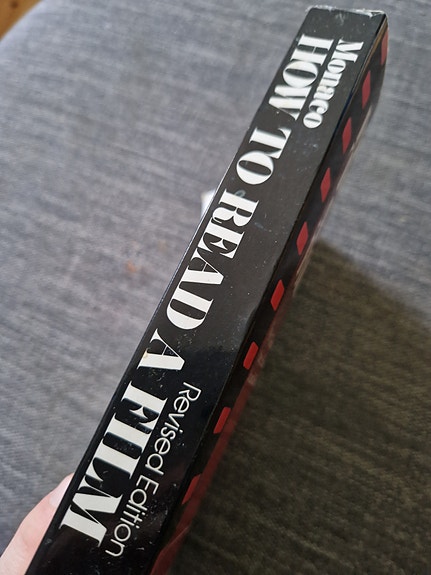 Monaco
HOW TO READ A FILM
Revised Edition